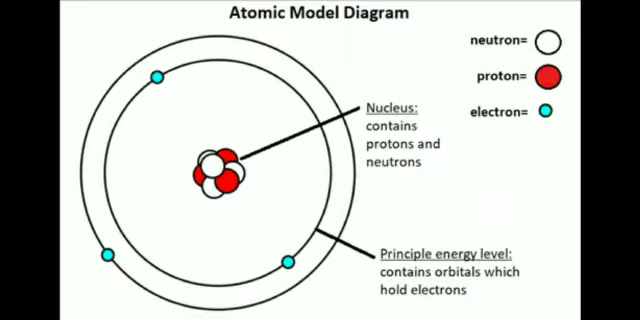 Atomic Model Diagram
neutron=
proton=
electron=
Nucleus:
contains
protons and
neutrons
Principle energy level:
contains orbitals which
hold electrons